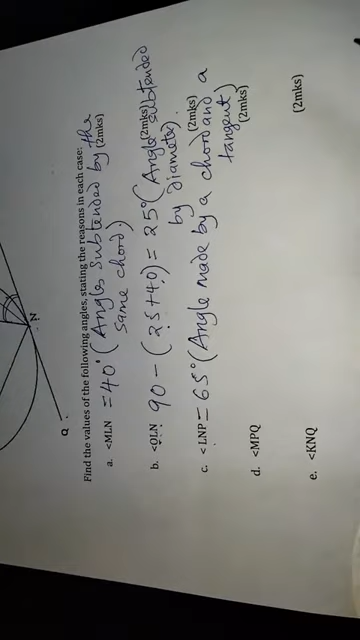 N
Q
Find the values of the following angles, stating the reasons in each case:
a. <MLN = 40° (Angles subtended by the same chord.) (2mks)
b. <OLN 90 - (25+40) = 25° (Angle subtended by diameter). (2mks)
c. <LNP = 65° (Angle made by a chord and a tangent) (2mks)
d. <MPQ (2mks)
e. <KNQ (2mks)